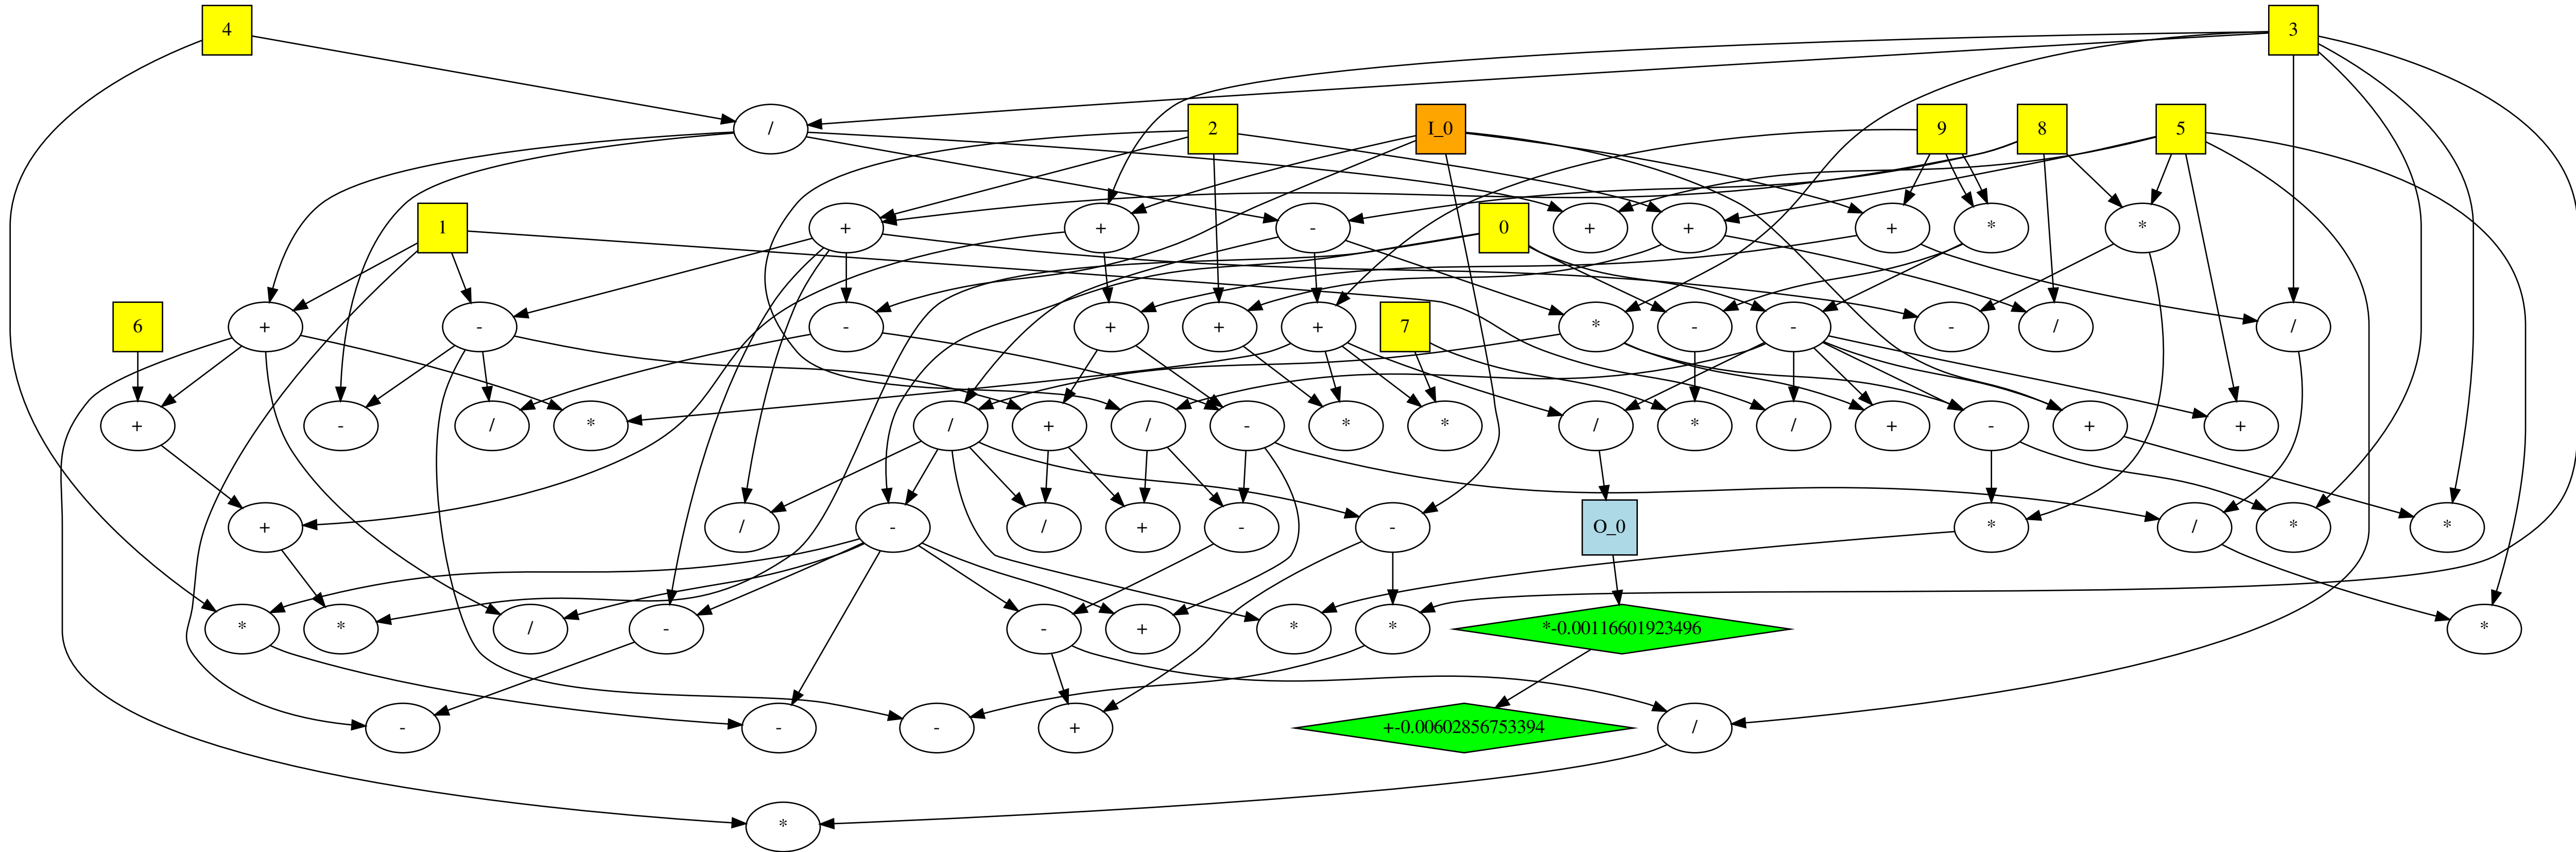 4 3
/ 2 I_0 9 8 5
+ + - 0 + + + * *
1
6 + - - + + + 7 * - - - / /
+ - / * / + / - * * / * / + - + +
+ / - / + - - O_0 * / * *
* * / - - + * * *-0.00116601923496 *
- - - + +-0.00602856753394 /
*